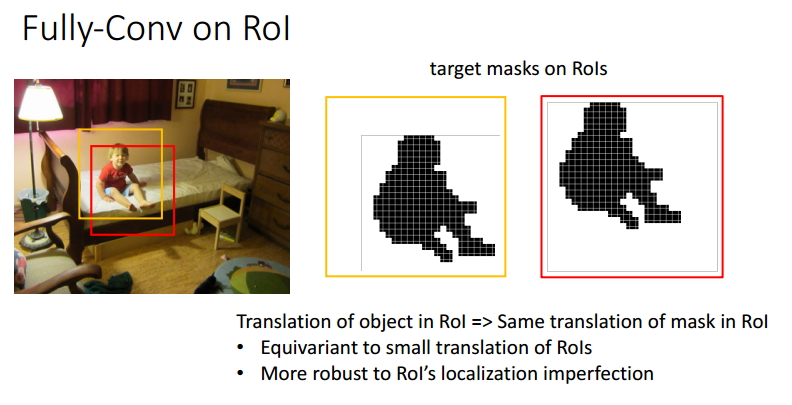 Fully-Conv on RoI
target masks on RoIs
Translation of object in RoI => Same translation of mask in RoI
• Equivariant to small translation of RoIs
• More robust to RoI's localization imperfection